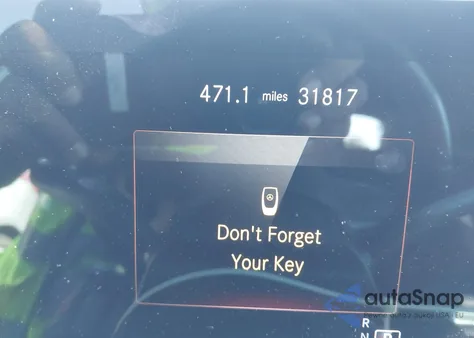 471.1 miles 31817
Don't Forget
Your Key
autoSnap
R
N P